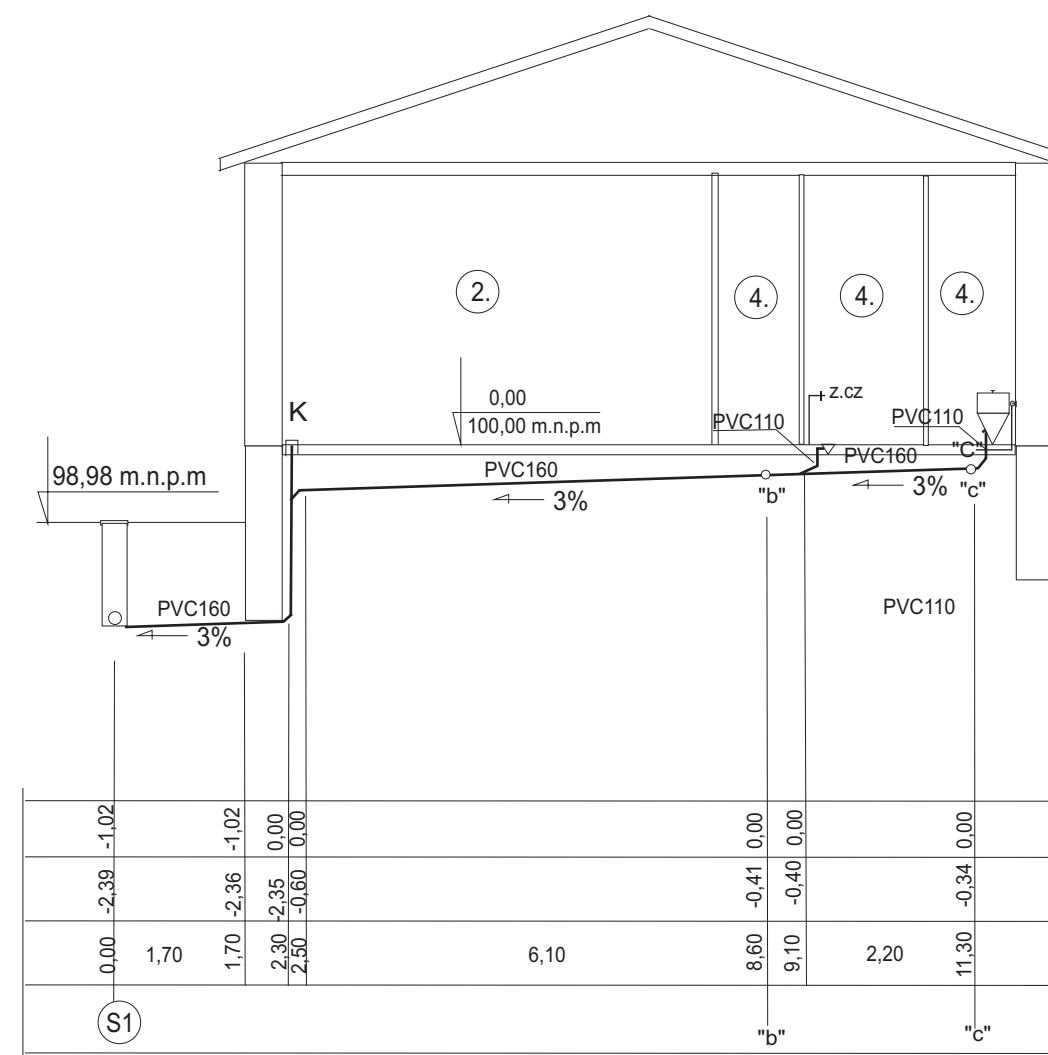 2.
4.
4.
4.
K
0,00
100,00 m.n.p.m
z.cz
PVC110
PVC110
"C"
98,98 m.n.p.m
PVC160
PVC160
3%
"b"
3%
"c"
PVC160
3%
PVC110
-1,02 -1,02 0,00 0,00 0,00 0,00 0,00
-2,39 -2,36 -2,35 -0,60 -0,41 -0,40 -0,34
0,00 1,70 1,70 2,30 2,50 6,10 8,60 9,10 2,20 11,30
S1 "b" "c"